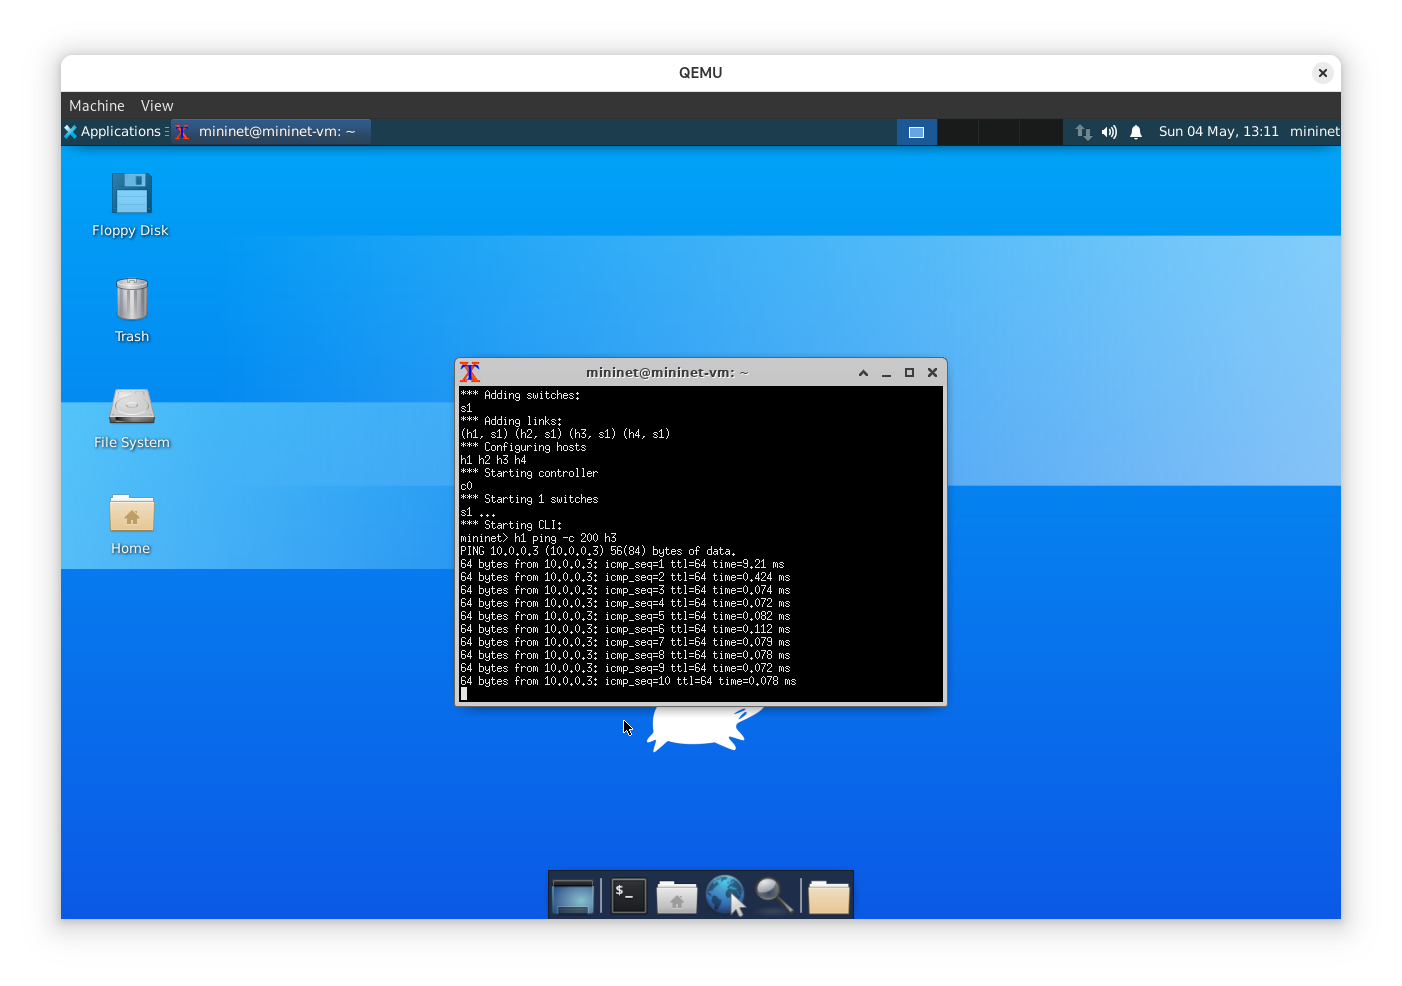 QEMU
Machine View
Applications mininet@mininet-vm: ~ Sun 04 May, 13:11 mininet
Floppy Disk
Trash
File System
Home
mininet@mininet-vm: ~
*** Adding switches:
s1
*** Adding links:
(h1, s1) (h2, s1) (h3, s1) (h4, s1)
*** Configuring hosts
h1 h2 h3 h4
*** Starting controller
c0
*** Starting 1 switches
s1 ...
*** Starting CLI:
mininet> h1 ping -c 200 h3
PING 10.0.0.3 (10.0.0.3) 56(84) bytes of data.
64 bytes from 10.0.0.3: icmp_seq=1 ttl=64 time=9.21 ms
64 bytes from 10.0.0.3: icmp_seq=2 ttl=64 time=0.424 ms
64 bytes from 10.0.0.3: icmp_seq=3 ttl=64 time=0.074 ms
64 bytes from 10.0.0.3: icmp_seq=4 ttl=64 time=0.072 ms
64 bytes from 10.0.0.3: icmp_seq=5 ttl=64 time=0.082 ms
64 bytes from 10.0.0.3: icmp_seq=6 ttl=64 time=0.112 ms
64 bytes from 10.0.0.3: icmp_seq=7 ttl=64 time=0.079 ms
64 bytes from 10.0.0.3: icmp_seq=8 ttl=64 time=0.078 ms
64 bytes from 10.0.0.3: icmp_seq=9 ttl=64 time=0.072 ms
64 bytes from 10.0.0.3: icmp_seq=10 ttl=64 time=0.078 ms
$_